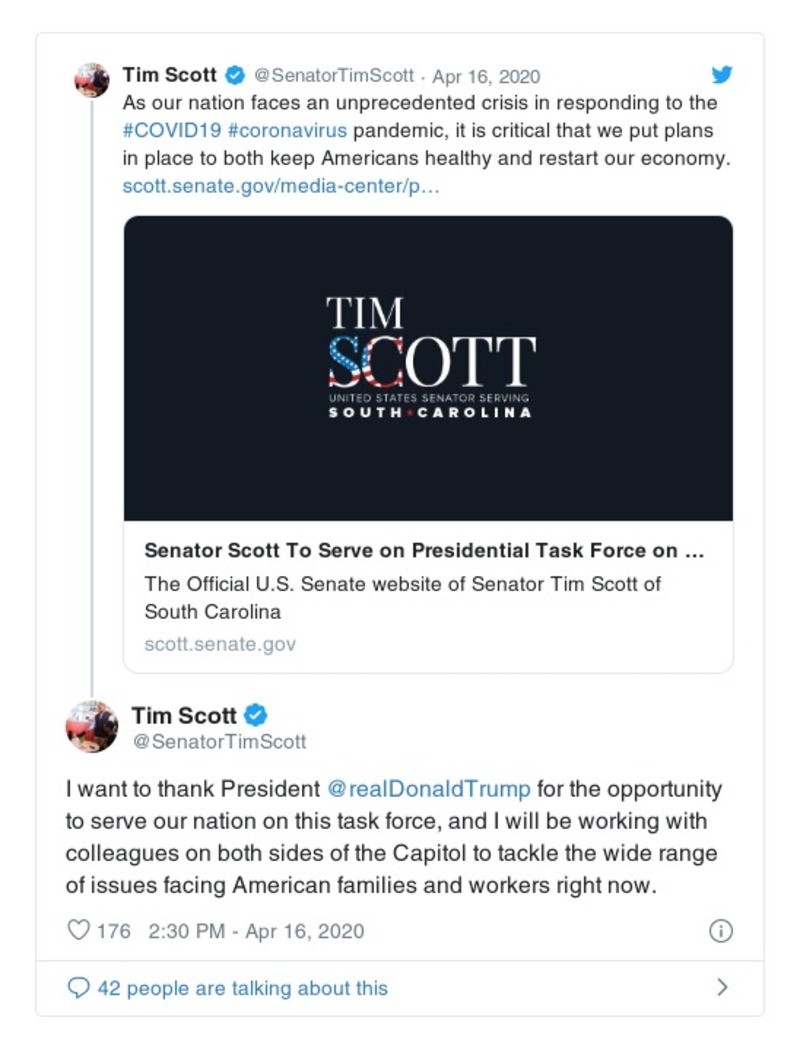 Tim Scott @SenatorTimScott · Apr 16, 2020
As our nation faces an unprecedented crisis in responding to the
#COVID19 #coronavirus pandemic, it is critical that we put plans
in place to both keep Americans healthy and restart our economy.
scott.senate.gov/media-center/p…
TIM
SCOTT
UNITED STATES SENATOR SERVING
SOUTH★CAROLINA
Senator Scott To Serve on Presidential Task Force on ...
The Official U.S. Senate website of Senator Tim Scott of
South Carolina
scott.senate.gov
Tim Scott
@SenatorTimScott
I want to thank President @realDonaldTrump for the opportunity
to serve our nation on this task force, and I will be working with
colleagues on both sides of the Capitol to tackle the wide range
of issues facing American families and workers right now.
176 2:30 PM - Apr 16, 2020
42 people are talking about this